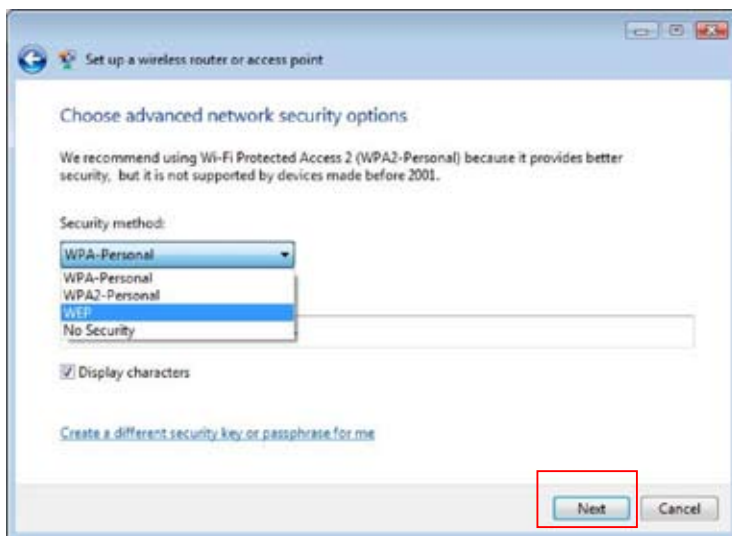 Set up a wireless router or access point
Choose advanced network security options
We recommend using Wi-Fi Protected Access 2 (WPA2-Personal) because it provides better
security, but it is not supported by devices made before 2001.
Security method:
WPA-Personal
WPA-Personal
WPA2-Personal
WEP
No Security
Display characters
Create a different security key or passphrase for me
Next
Cancel